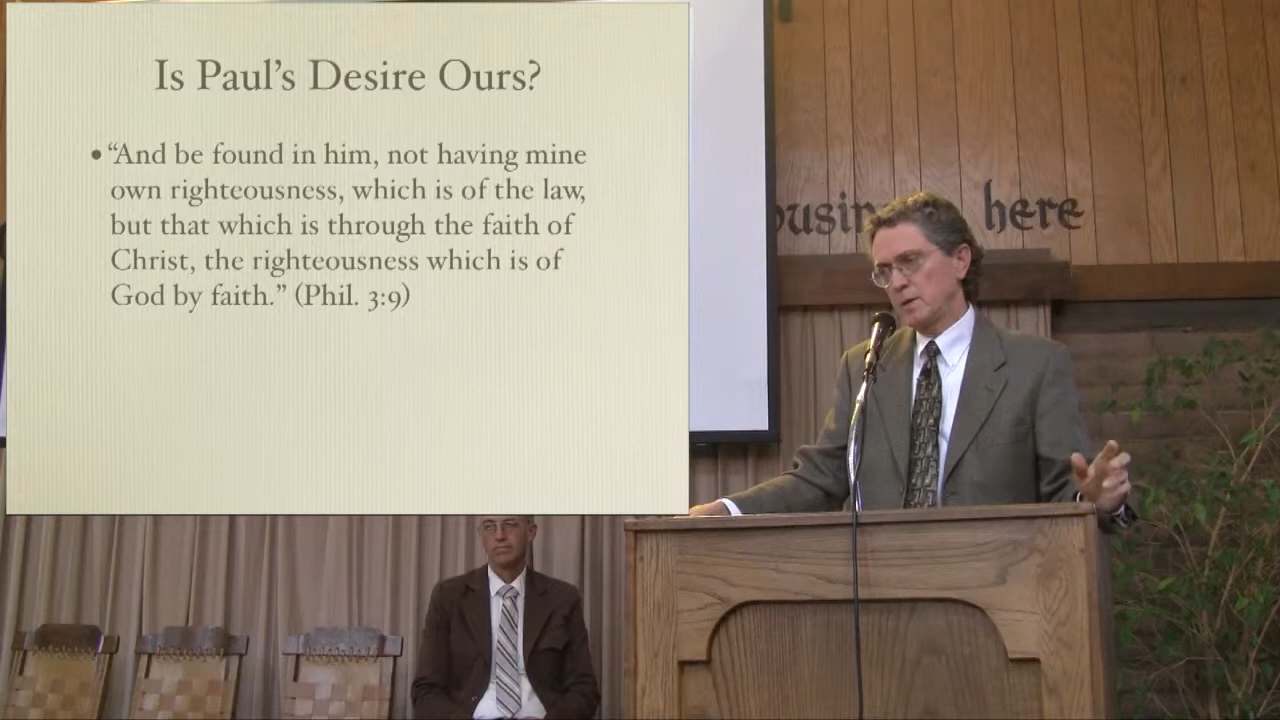 Is Paul's Desire Ours?
• “And be found in him, not having mine
own righteousness, which is of the law,
but that which is through the faith of
Christ, the righteousness which is of
God by faith.” (Phil. 3:9)
here